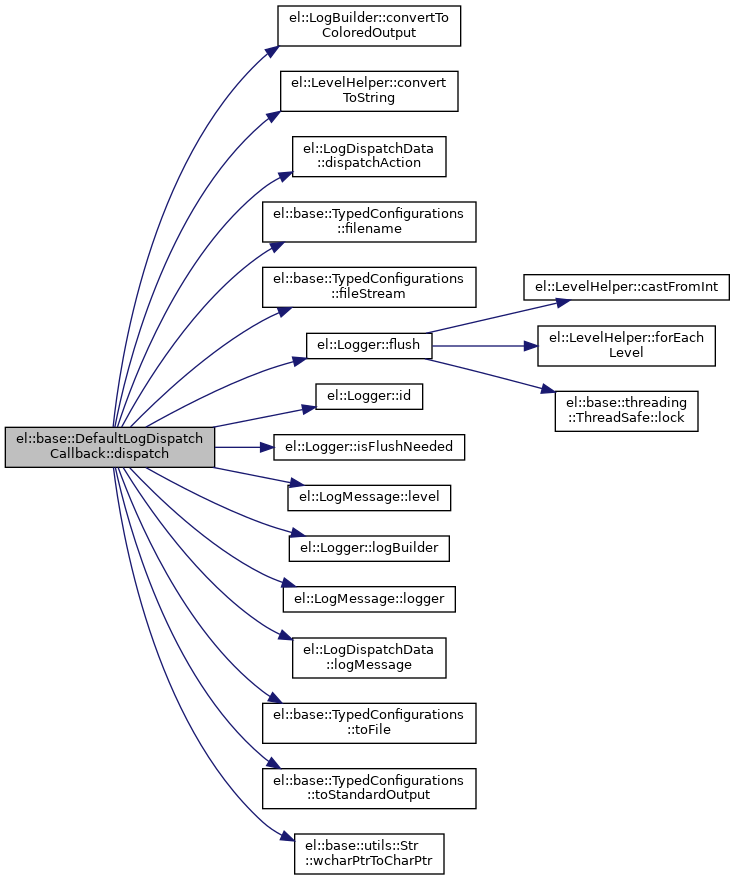 el::LogBuilder::convertTo
ColoredOutput
el::LevelHelper::convert
ToString
el::LogDispatchData
::dispatchAction
el::base::TypedConfigurations
::filename
el::base::TypedConfigurations
::fileStream
el::Logger::flush
el::LevelHelper::castFromInt
el::LevelHelper::forEach
Level
el::base::threading
::ThreadSafe::lock
el::Logger::id
el::base::DefaultLogDispatch
Callback::dispatch
el::Logger::isFlushNeeded
el::LogMessage::level
el::Logger::logBuilder
el::LogMessage::logger
el::LogDispatchData
::logMessage
el::base::TypedConfigurations
::toFile
el::base::TypedConfigurations
::toStandardOutput
el::base::utils::Str
::wcharPtrToCharPtr